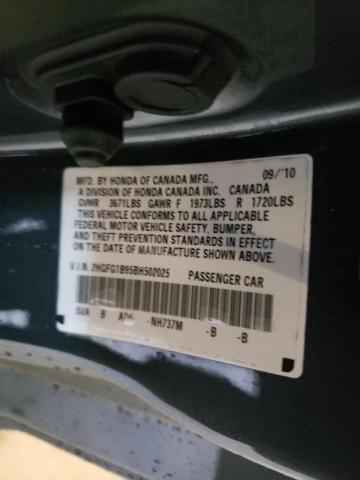 MFD. BY HONDA OF CANADA MFG., 09/'10
A DIVISION OF HONDA CANADA INC. CANADA
GVWR 3671LBS GAWR F 1973LBS R 1720LBS
THIS VEHICLE CONFORMS TO ALL APPLICABLE
FEDERAL MOTOR VEHICLE SAFETY, BUMPER,
AND THEFT PREVENTION STANDARDS IN EFFECT
ON THE DATE OF MANUFACTURE SHOWN ABOVE.
V.I.N. 2HGFG1B95BH502025 PASSENGER CAR
SVA B -NH737M -B -B